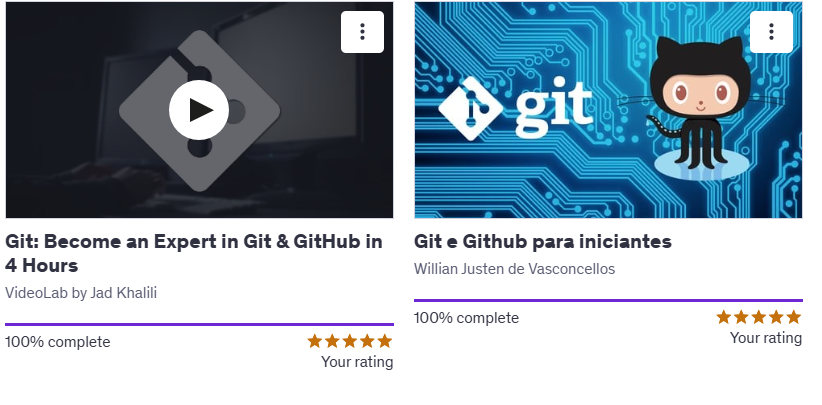 Git: Become an Expert in Git & GitHub in
4 Hours
VideoLab by Jad Khalili
100% complete
Your rating
git
Git e Github para iniciantes
Willian Justen de Vasconcellos
100% complete
Your rating